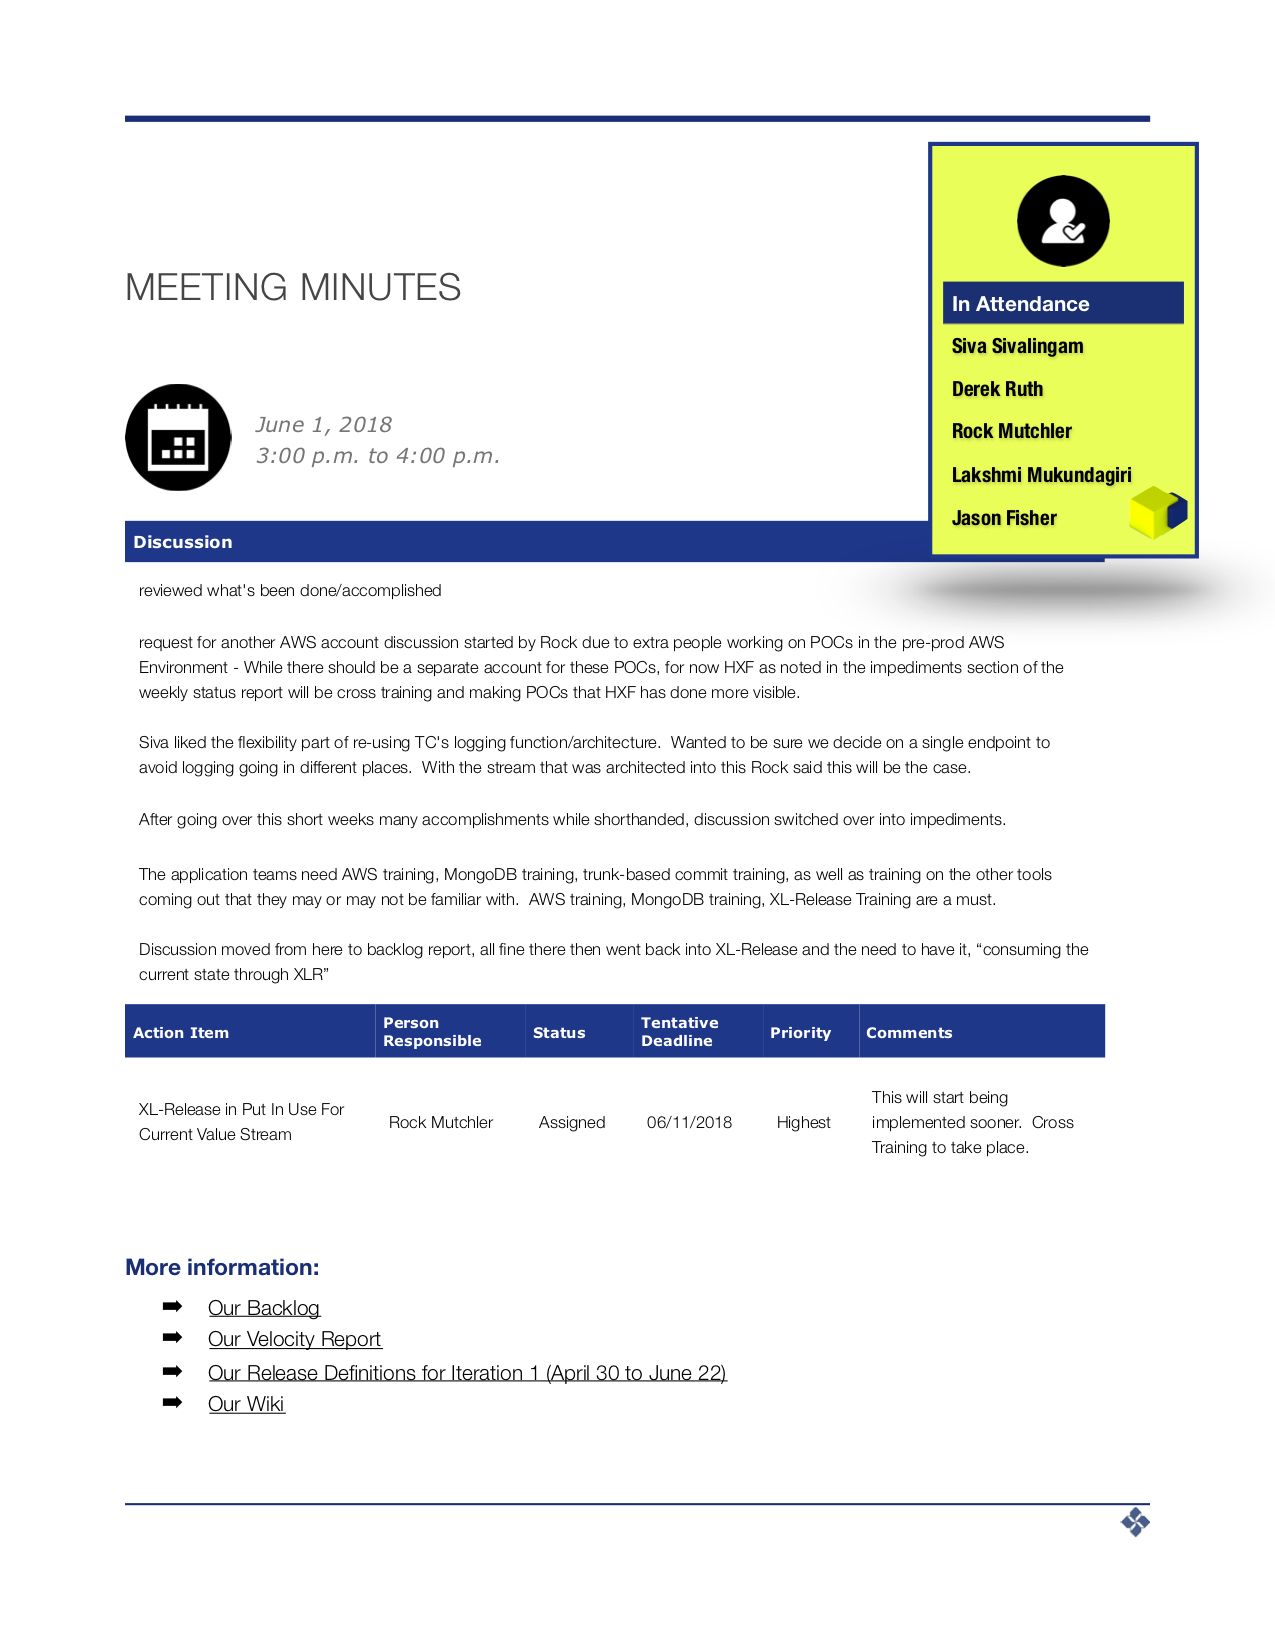 MEETING MINUTES
June 1, 2018
3:00 p.m. to 4:00 p.m.
In Attendance
Siva Sivalingam
Derek Ruth
Rock Mutchler
Lakshmi Mukundagiri
Jason Fisher
Discussion
reviewed what's been done/accomplished
request for another AWS account discussion started by Rock due to extra people working on POCs in the pre-prod AWS
Environment - While there should be a separate account for these POCs, for now HXF as noted in the impediments section of the
weekly status report will be cross training and making POCs that HXF has done more visible.
Siva liked the flexibility part of re-using TC's logging function/architecture.  Wanted to be sure we decide on a single endpoint to
avoid logging going in different places.  With the stream that was architected into this Rock said this will be the case.
After going over this short weeks many accomplishments while shorthanded, discussion switched over into impediments.
The application teams need AWS training, MongoDB training, trunk-based commit training, as well as training on the other tools
coming out that they may or may not be familiar with.  AWS training, MongoDB training, XL-Release Training are a must.
Discussion moved from here to backlog report, all fine there then went back into XL-Release and the need to have it, “consuming the
current state through XLR”
Action Item
Person
Responsible
Status
Tentative
Deadline
Priority
Comments
XL-Release in Put In Use For
Current Value Stream
Rock Mutchler
Assigned
06/11/2018
Highest
This will start being
implemented sooner.  Cross
Training to take place.
More information:
➡ Our Backlog
➡ Our Velocity Report
➡ Our Release Definitions for Iteration 1 (April 30 to June 22)
➡ Our Wiki